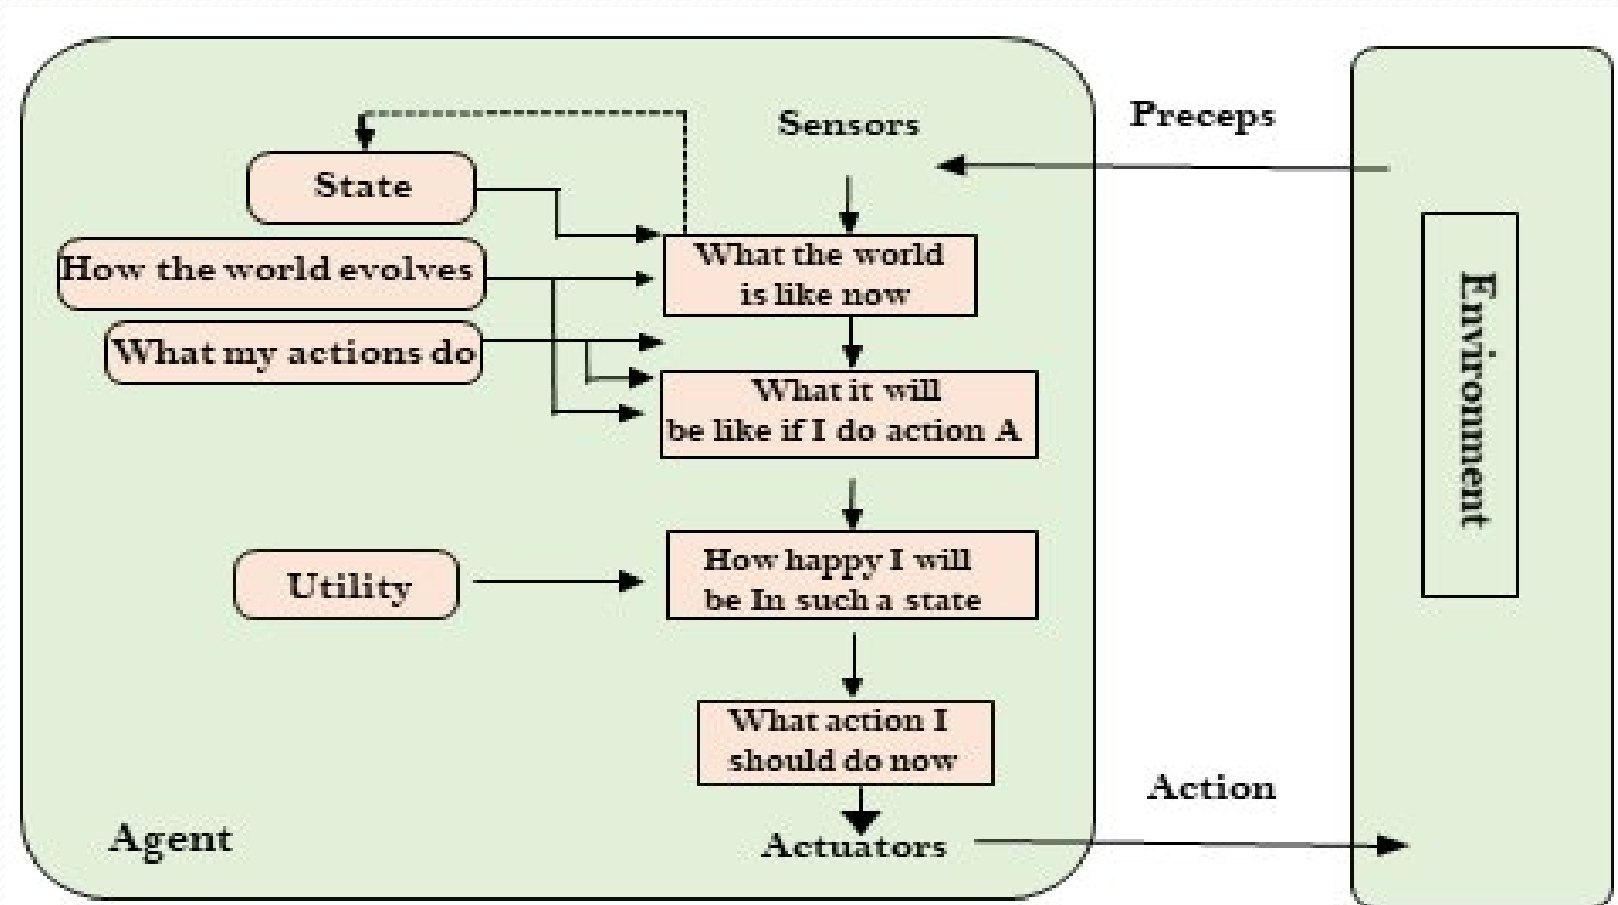 Sensors
Preceps
State
How the world evolves
What my actions do
What the world
is like now
What it will
be like if I do action A
Environment
Utility
How happy I will
be In such a state
What action I
should do now
Action
Agent
Actuators